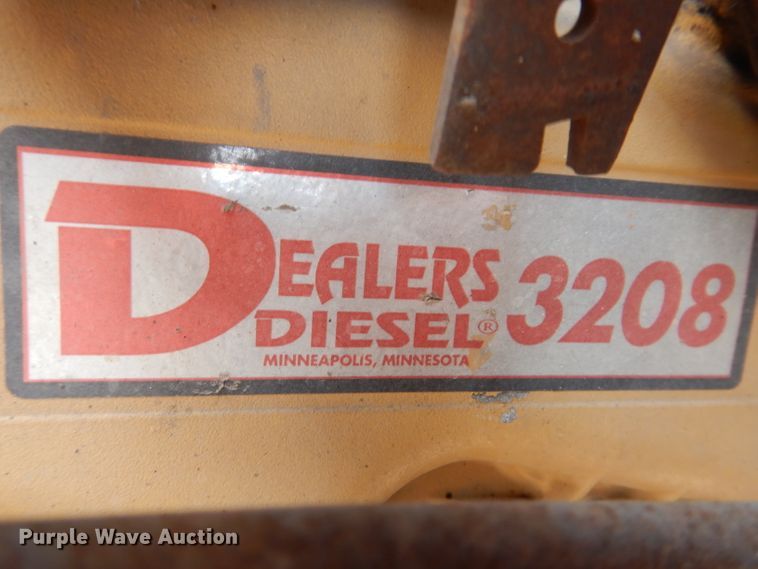 DEALERS
DIESEL® 3208
MINNEAPOLIS, MINNESOTA
Purple Wave Auction